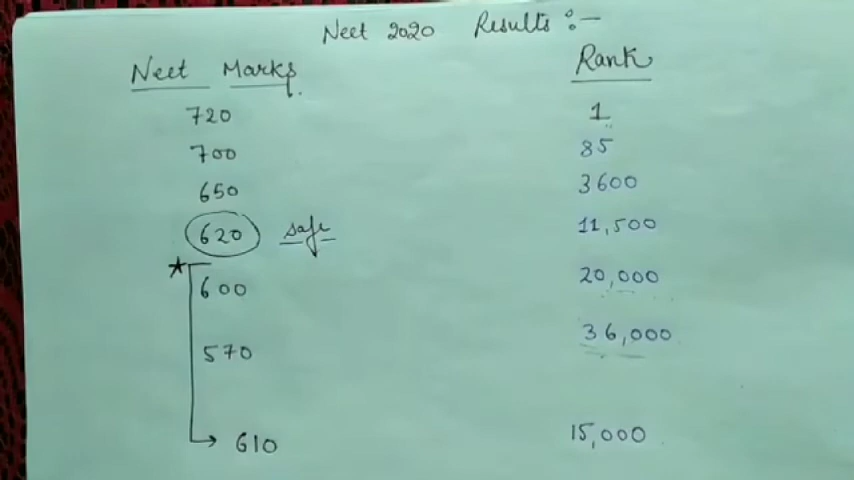 Neet 2020 Results :-
Neet Marks. Rank
720 1
700 85
650 3600
620 safe 11,500
600 20,000
570 36,000
610 15,000